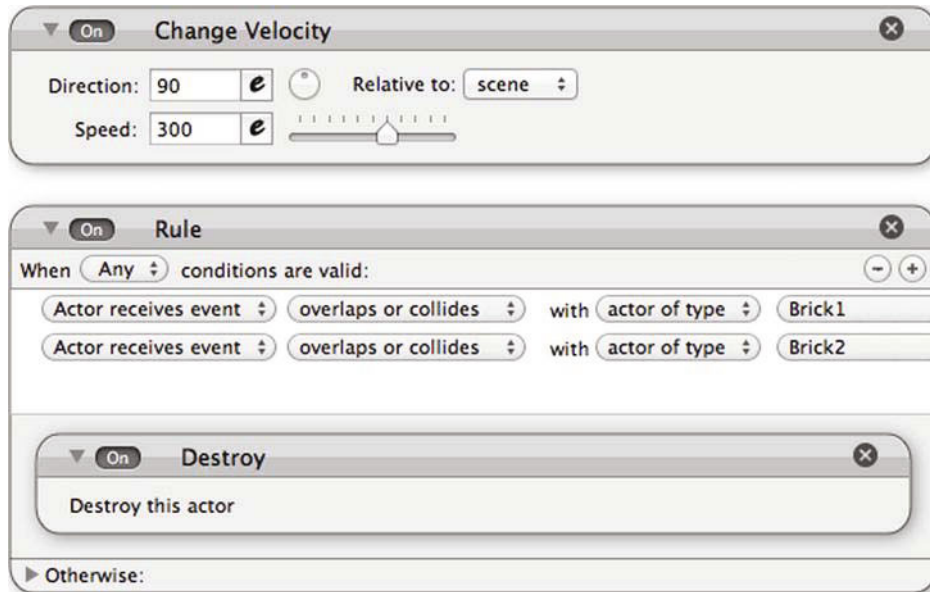 On Change Velocity
Direction: 90 e Relative to: scene
Speed: 300 e
On Rule
When Any conditions are valid:
Actor receives event overlaps or collides with actor of type Brick1
Actor receives event overlaps or collides with actor of type Brick2
On Destroy
Destroy this actor
Otherwise: